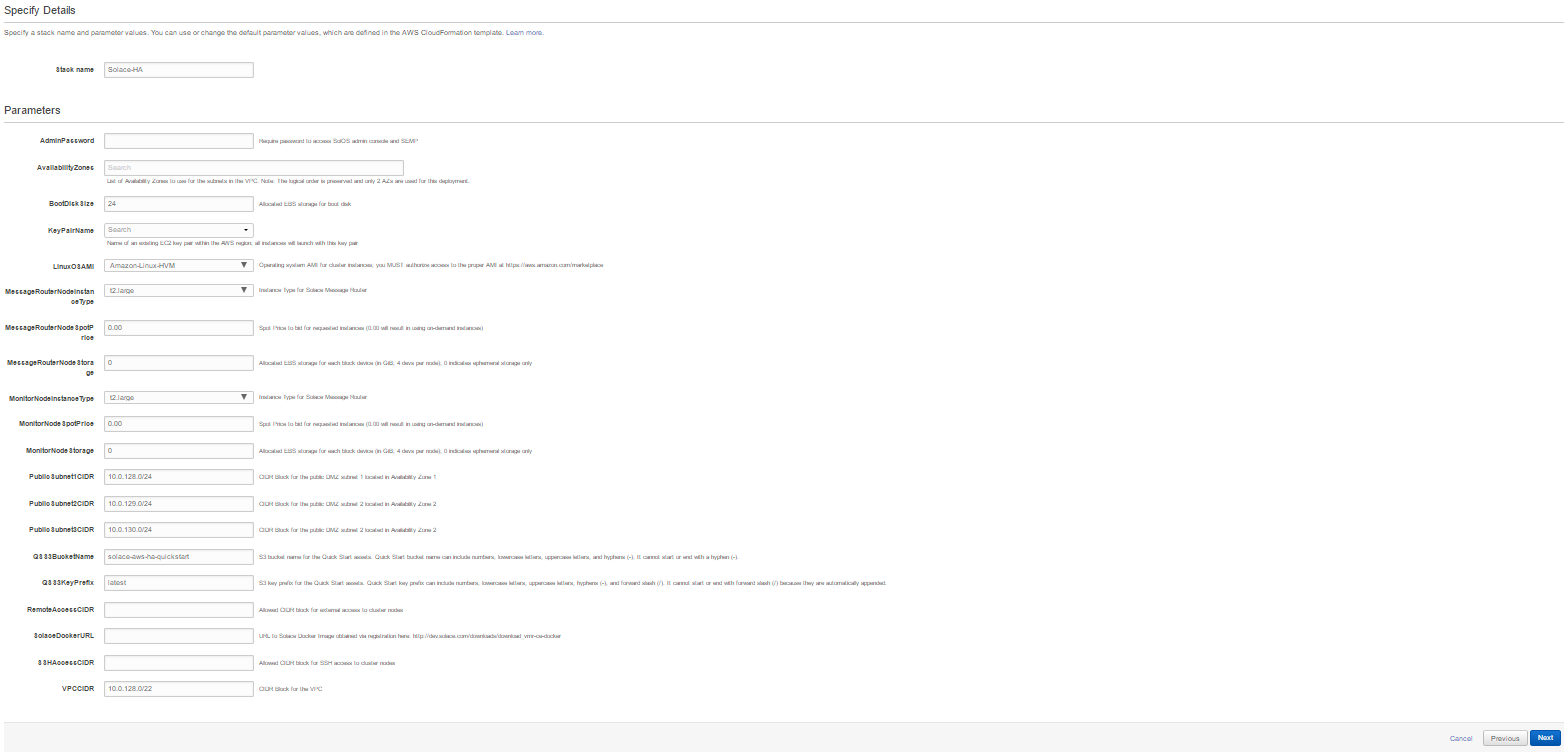 Specify Details
Specify a stack name and parameter values. You can use or change the default parameter values, which are defined in the AWS CloudFormation template. Learn more.
Stack name Solace-HA
Parameters
AdminPassword Require password to access SolOS admin console and SEMP
AvailabilityZones Search
List of Availability Zones to use for the subnets in the VPC. Note: The logical order is preserved and only 2 AZs are used for this deployment.
BootDiskSize 24 Allocated EBS storage for boot disk
KeyPairName Search
Name of an existing EC2 key pair within the AWS region; all instances will launch with this key pair
LinuxOSAMI Amazon-Linux-HVM Operating system AMI for cluster instances; you MUST authorize access to the proper AMI at https://aws.amazon.com/marketplace
MessageRouterNodeInstan t2.large Instance Type for Solace Message Router
ceType
MessageRouterNodeSpotP 0.00 Spot Price to bid for requested instances (0.00 will result in using on-demand instances)
rice
MessageRouterNodeStora 0 Allocated EBS storage for each block device (in GiB; 4 devs per node); 0 indicates ephemeral storage only
ge
MonitorNodeInstanceType t2.large Instance Type for Solace Message Router
MonitorNodeSpotPrice 0.00 Spot Price to bid for requested instances (0.00 will result in using on-demand instances)
MonitorNodeStorage 0 Allocated EBS storage for each block device (in GiB; 4 devs per node); 0 indicates ephemeral storage only
PublicSubnet1CIDR 10.0.128.0/24 CIDR Block for the public DMZ subnet 1 located in Availability Zone 1
PublicSubnet2CIDR 10.0.129.0/24 CIDR Block for the public DMZ subnet 2 located in Availability Zone 2
PublicSubnet3CIDR 10.0.130.0/24 CIDR Block for the public DMZ subnet 2 located in Availability Zone 2
QSS3BucketName solace-aws-ha-quickstart S3 bucket name for the Quick Start assets. Quick Start bucket name can include numbers, lowercase letters, uppercase letters, and hyphens (-). It cannot start or end with a hyphen (-).
QSS3KeyPrefix latest S3 key prefix for the Quick Start assets. Quick Start key prefix can include numbers, lowercase letters, uppercase letters, hyphens (-), and forward slash (/). It cannot start or end with forward slash (/) because they are automatically appended.
RemoteAccessCIDR Allowed CIDR block for external access to cluster nodes
SolaceDockerURL URL to Solace Docker Image obtained via registration here: http://dev.solace.com/downloads/download_vmr-ce-docker
SSHAccessCIDR Allowed CIDR block for SSH access to cluster nodes
VPCCIDR 10.0.128.0/22 CIDR Block for the VPC
Cancel Previous Next